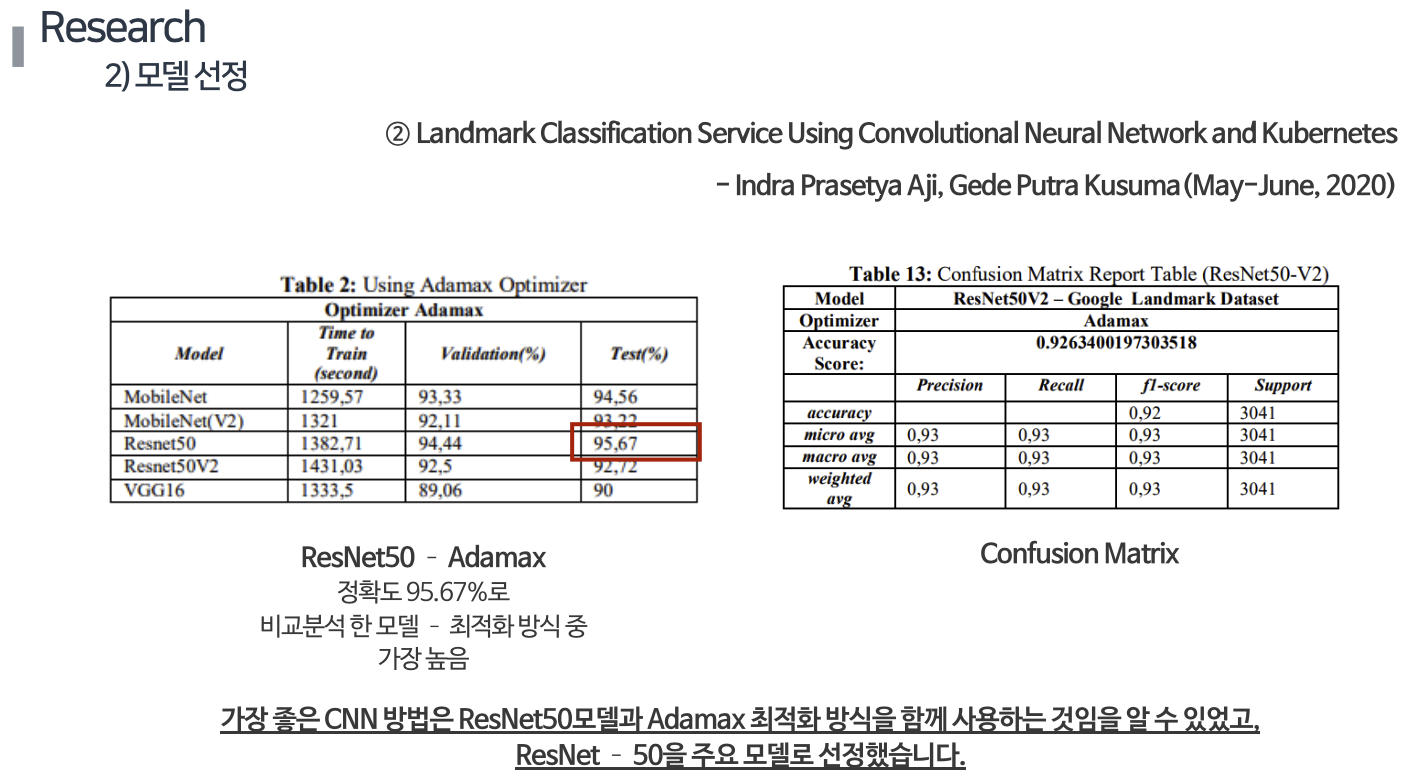 Research
2) 모델 선정
② Landmark Classification Service Using Convolutional Neural Network and Kubernetes
- Indra Prasetya Aji, Gede Putra Kusuma(May-June, 2020)
Table 2: Using Adamax Optimizer
Optimizer Adamax
Model Time to Train (second) Validation(%) Test(%)
MobileNet 1259,57 93,33 94,56
MobileNet(V2) 1321 92,11 93,22
Resnet50 1382,71 94,44 95,67
Resnet50V2 1431,03 92,5 92,72
VGG16 1333,5 89,06 90
Table 13: Confusion Matrix Report Table (ResNet50-V2)
Model ResNet50V2 – Google Landmark Dataset
Optimizer Adamax
Accuracy Score: 0.9263400197303518
Precision Recall f1-score Support
accuracy 0,92 3041
micro avg 0,93 0,93 0,93 3041
macro avg 0,93 0,93 0,93 3041
weighted avg 0,93 0,93 0,93 3041
ResNet50 - Adamax
정확도 95.67%로
비교분석 한 모델 - 최적화 방식 중
가장 높음
Confusion Matrix
가장 좋은 CNN 방법은 ResNet50모델과 Adamax 최적화 방식을 함께 사용하는 것임을 알 수 있었고,
ResNet - 50을 주요 모델로 선정했습니다.